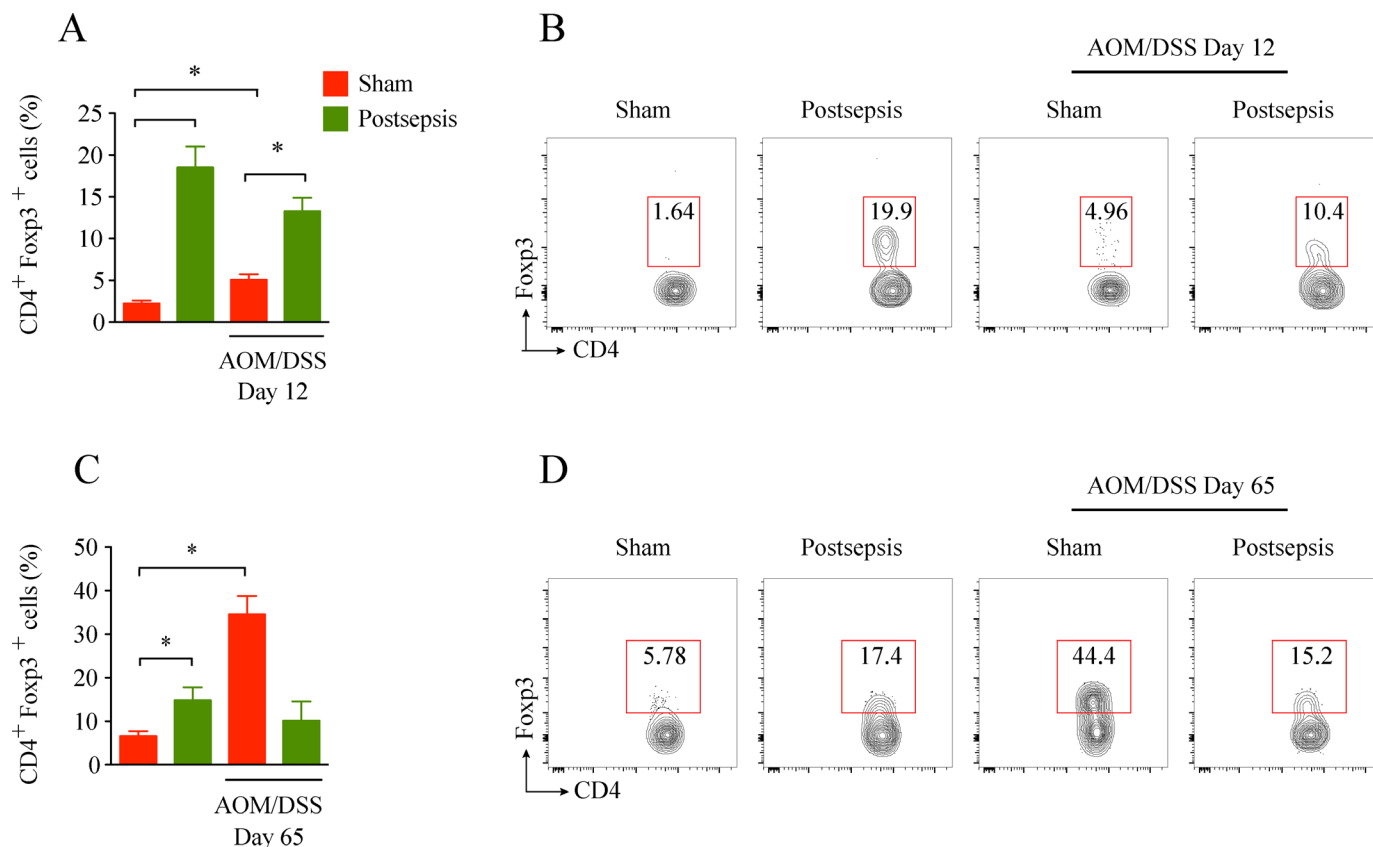 A
*
Sham
Postsepsis
*
CD4+ Foxp3 + cells (%)
25
20
15
10
5
0
AOM/DSS
Day 12
B
AOM/DSS Day 12
Sham
Postsepsis
Sham
Postsepsis
1.64
19.9
4.96
10.4
Foxp3
CD4
C
*
*
CD4+ Foxp3 + cells (%)
50
40
30
20
10
0
AOM/DSS
Day 65
D
AOM/DSS Day 65
Sham
Postsepsis
Sham
Postsepsis
5.78
17.4
44.4
15.2
Foxp3
CD4